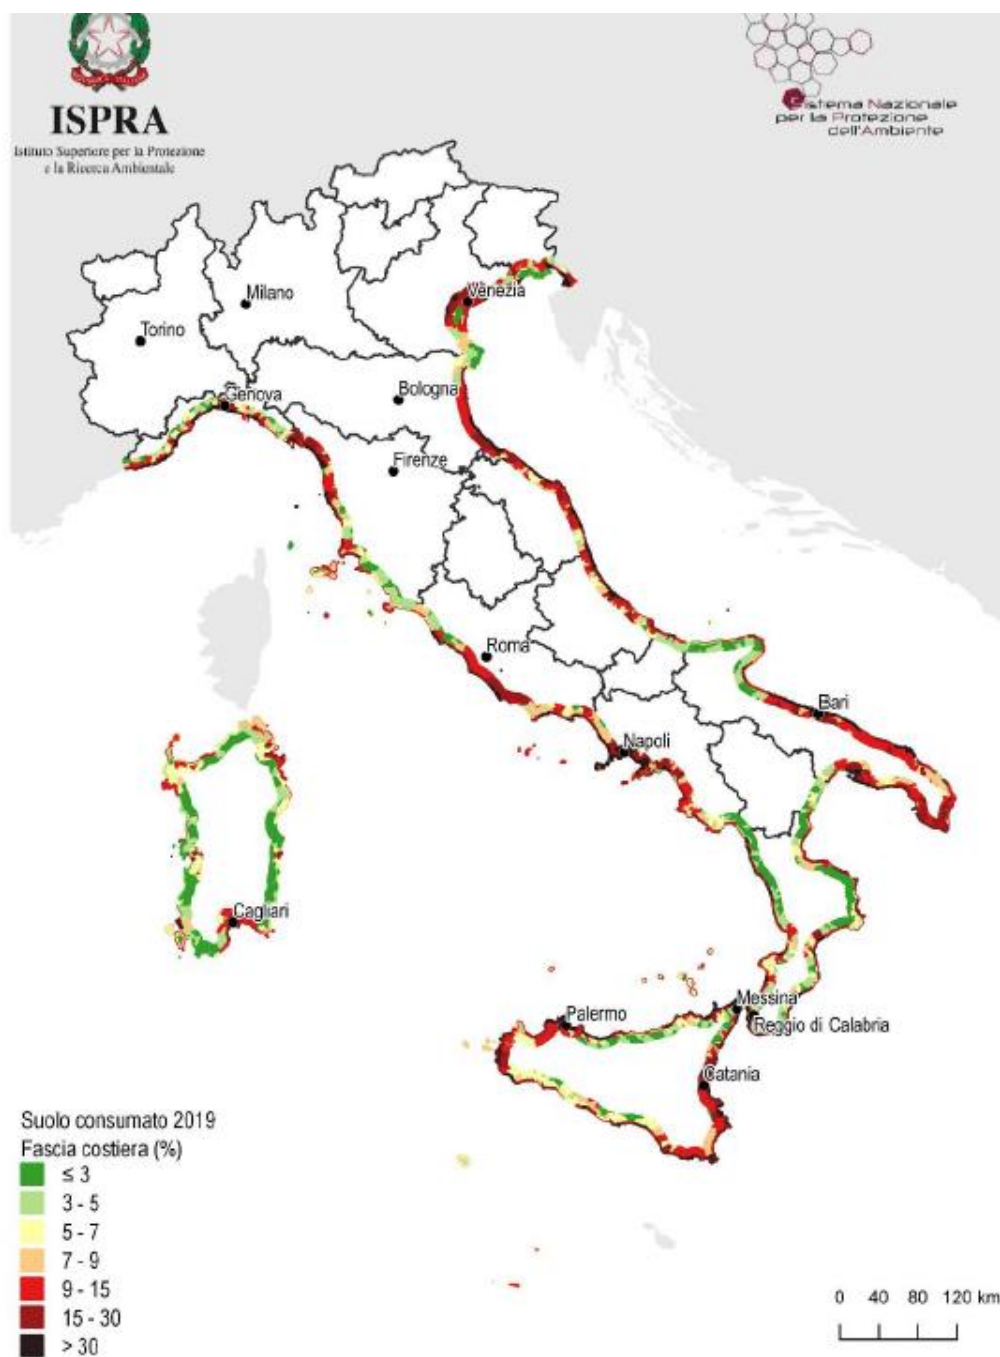 ISPRA
Istituto Superiore per la Protezione
e la Ricerca Ambientale
Sistema Nazionale
per la Protezione
dell'Ambiente
Venezia
Milano
Torino
Bologna
Genova
Firenze
Roma
Bari
Napoli
Cagliari
Messina
Palermo
Reggio di Calabria
Catania
Suolo consumato 2019
Fascia costiera (%)
≤ 3
3 - 5
5 - 7
7 - 9
9 - 15
15 - 30
> 30
0 40 80 120 km